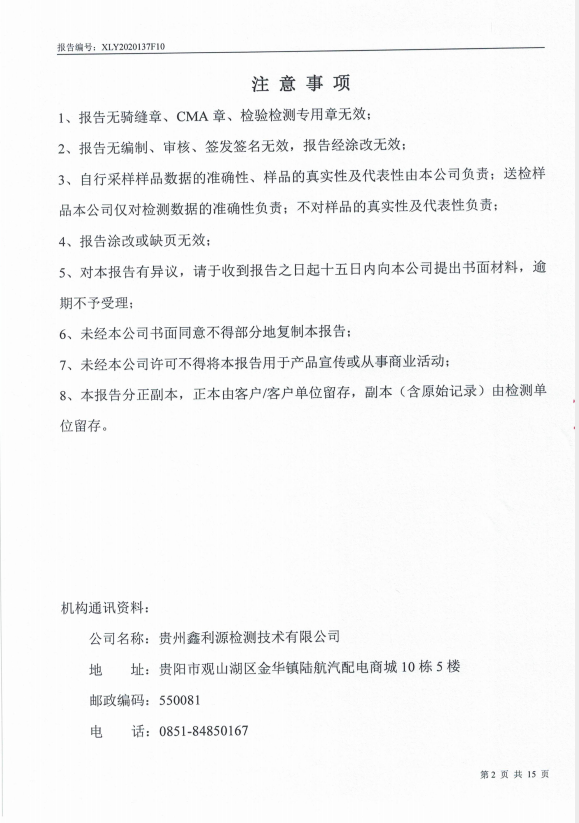 报告编号：XLY2020137F10
注 意 事 项
1、报告无骑缝章、CMA 章、检验检测专用章无效；
2、报告无编制、审核、签发签名无效，报告经涂改无效；
3、自行采样样品数据的准确性、样品的真实性及代表性由本公司负责；送检样
品本公司仅对检测数据的准确性负责；不对样品的真实性及代表性负责；
4、报告涂改或缺页无效；
5、对本报告有异议，请于收到报告之日起十五日内向本公司提出书面材料，逾
期不予受理；
6、未经本公司书面同意不得部分地复制本报告；
7、未经本公司许可不得将本报告用于产品宣传或从事商业活动；
8、本报告分正副本，正本由客户/客户单位留存，副本（含原始记录）由检测单
位留存。
机构通讯资料：
公司名称：贵州鑫利源检测技术有限公司
地 址：贵阳市观山湖区金华镇陆航汽配电商城 10 栋 5 楼
邮政编码：550081
电 话：0851-84850167
第 2 页 共 15 页